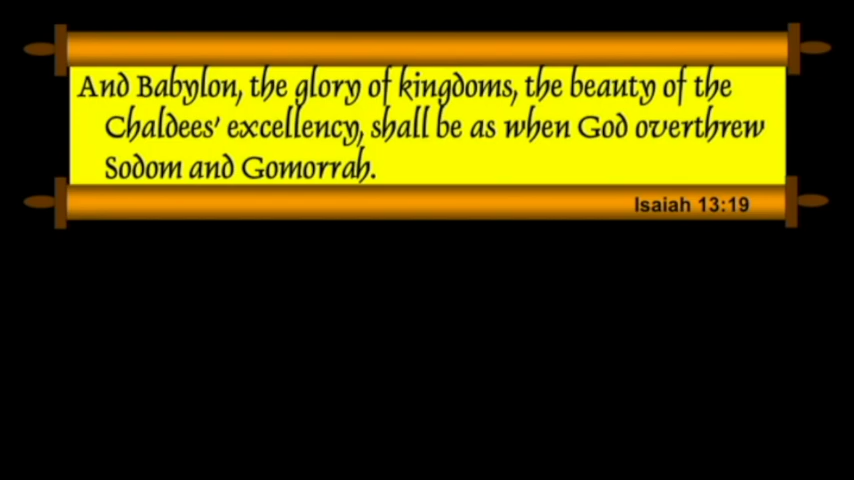 And Babylon, the glory of kingdoms, the beauty of the
Chaldees' excellency, shall be as when God overthrew
Sodom and Gomorrah.
Isaiah 13:19